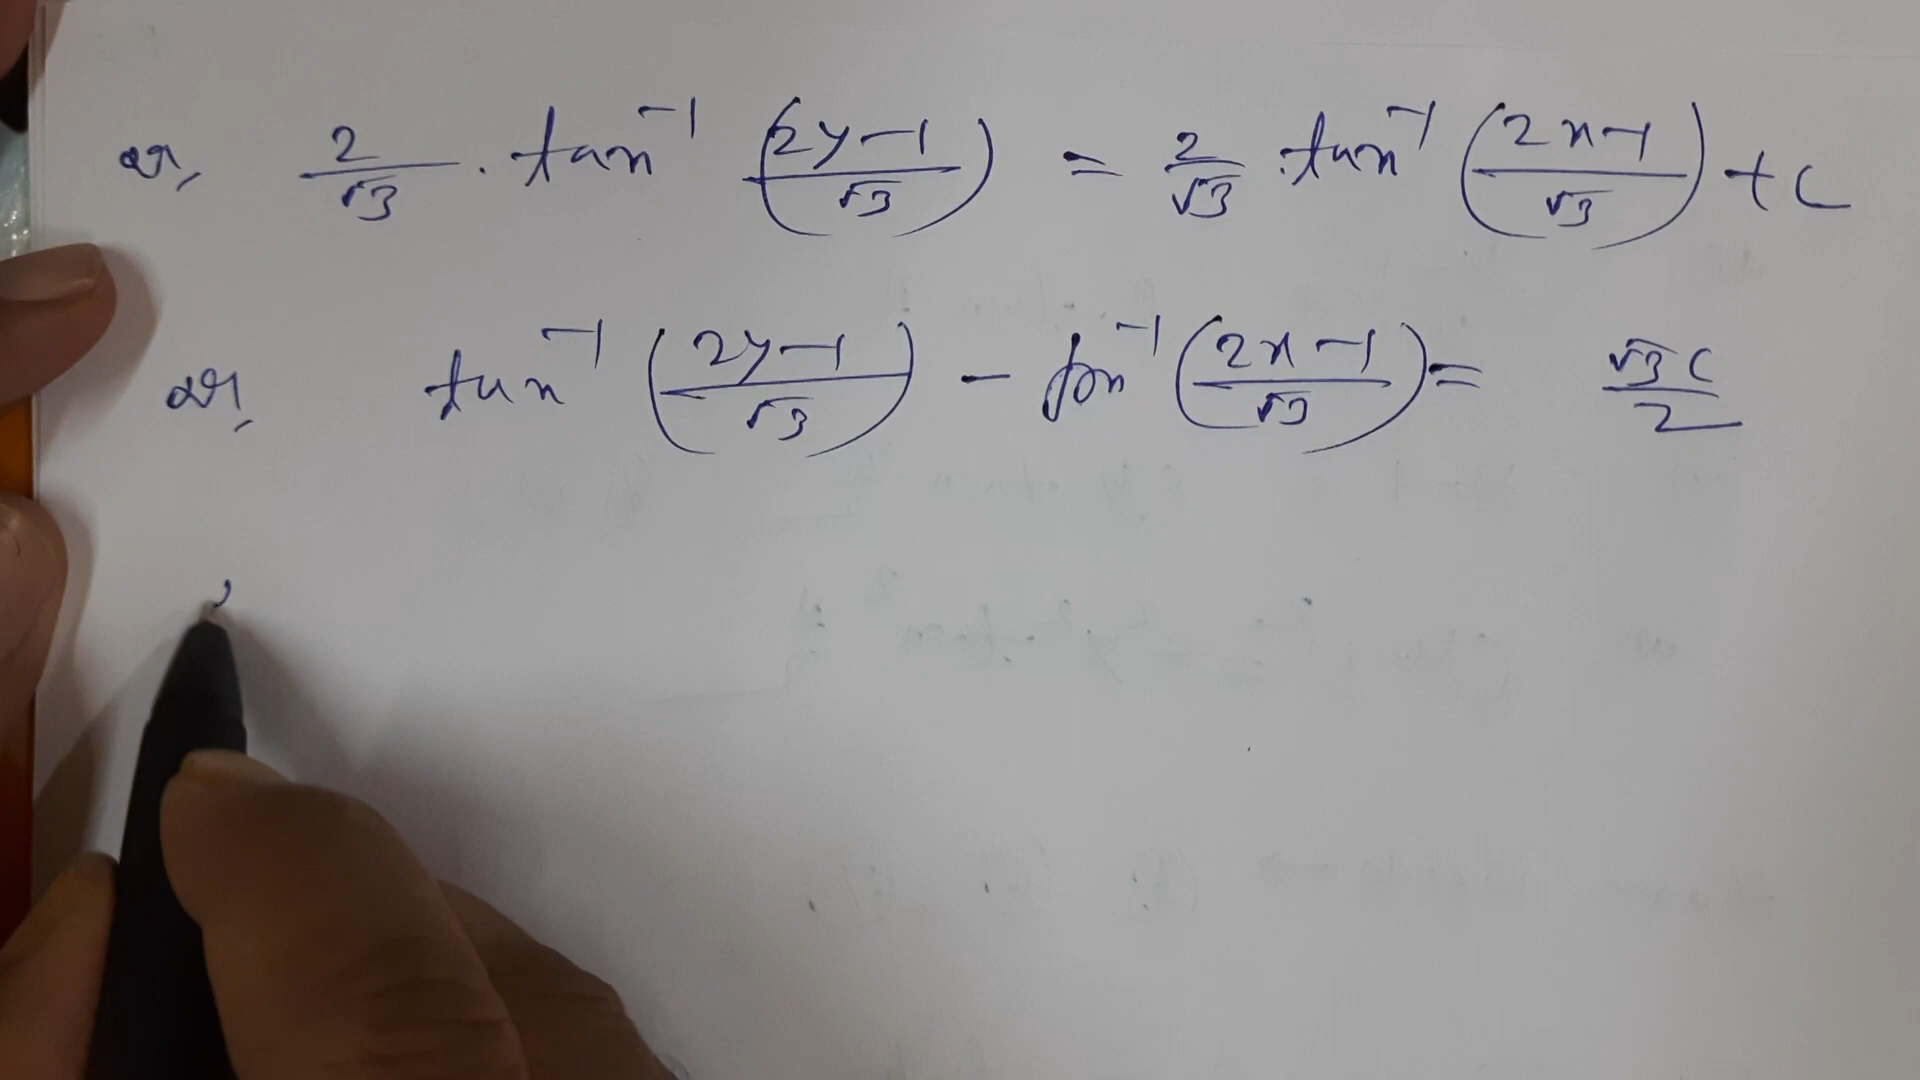 or, 2/√3 · tan⁻¹ ((2y-1)/√3) = 2/√3 · tan⁻¹ ((2x-1)/√3) + c
or, tan⁻¹ ((2y-1)/√3) - tan⁻¹ ((2x-1)/√3) = √3c/2